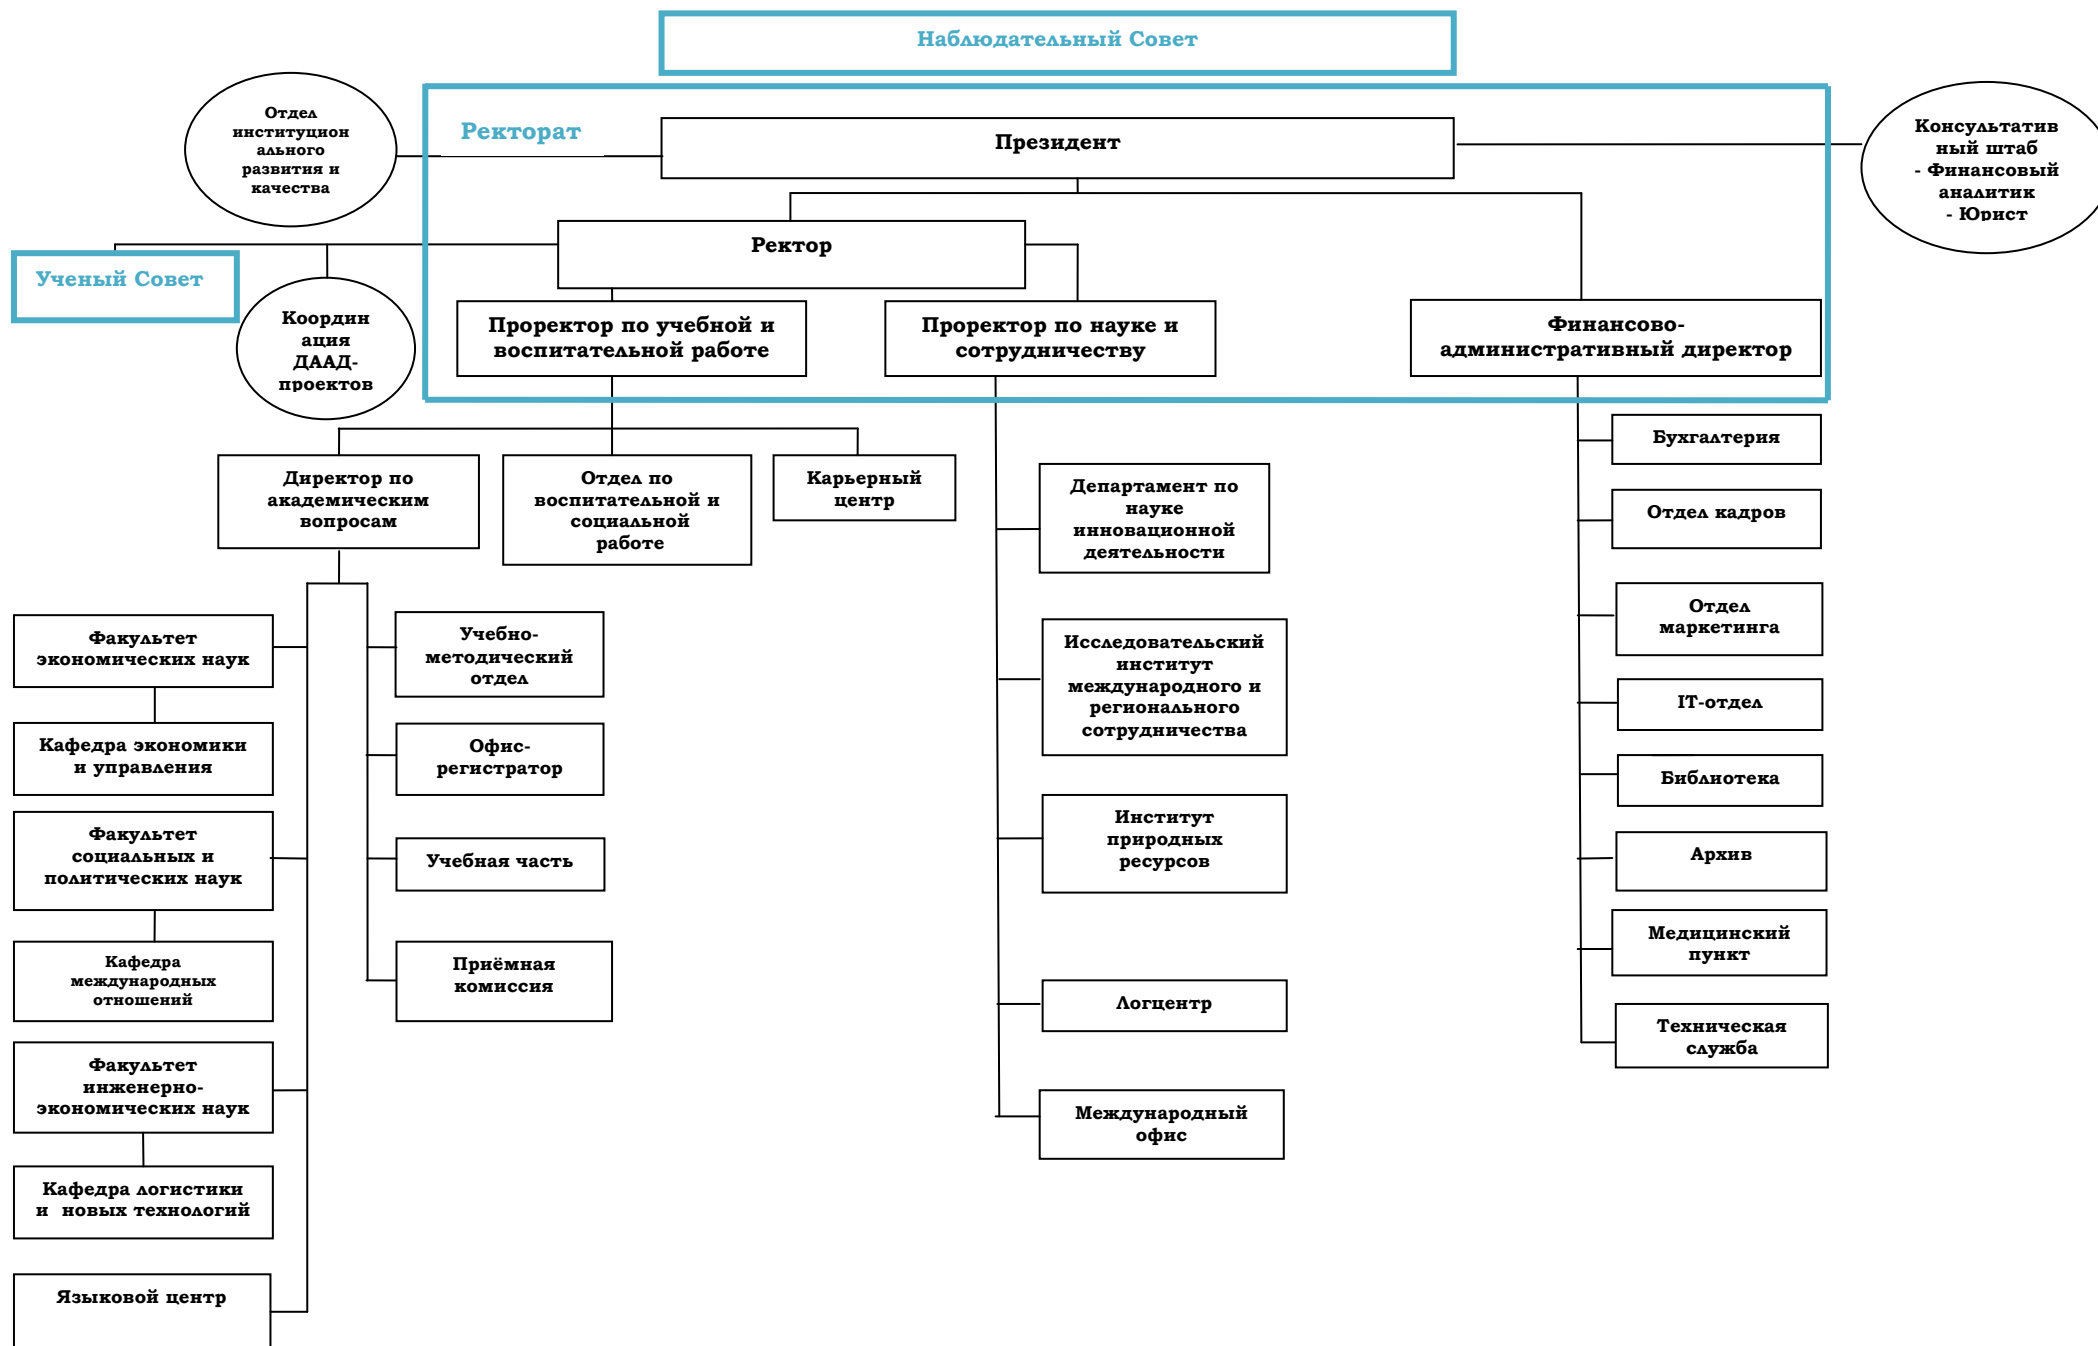 Наблюдательный Совет
Отдел
институцион
ального
развития и
качества
Ректорат
Президент
Консультатив
ный штаб
- Финансовый
аналитик
- Юрист
Ректор
Ученый Совет
Координ
ация
ДААД-
проектов
Проректор по учебной и
воспитательной работе
Проректор по науке и
сотрудничеству
Финансово-
административный директор
Директор по
академическим
вопросам
Отдел по
воспитательной и
социальной
работе
Карьерный
центр
Департамент по
науке
инновационной
деятельности
Бухгалтерия
Отдел кадров
Отдел
маркетинга
IT-отдел
Библиотека
Архив
Медицинский
пункт
Техническая
служба
Исследовательский
институт
международного и
регионального
сотрудничества
Институт
природных
ресурсов
Логцентр
Международный
офис
Учебно-
методический
отдел
Офис-
регистратор
Учебная часть
Приёмная
комиссия
Факультет
экономических наук
Кафедра экономики
и управления
Факультет
социальных и
политических наук
Кафедра
международных
отношений
Факультет
инженерно-
экономических наук
Кафедра логистики
и  новых технологий
Языковой центр